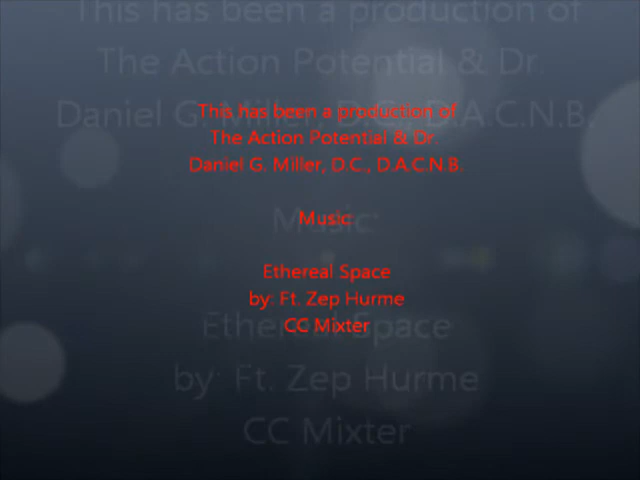 This has been a production of
The Action Potential & Dr.
Daniel G. Miller, D.C., D.A.C.N.B.
Music:
Ethereal Space
by: Ft. Zep Hurme
CC Mixter